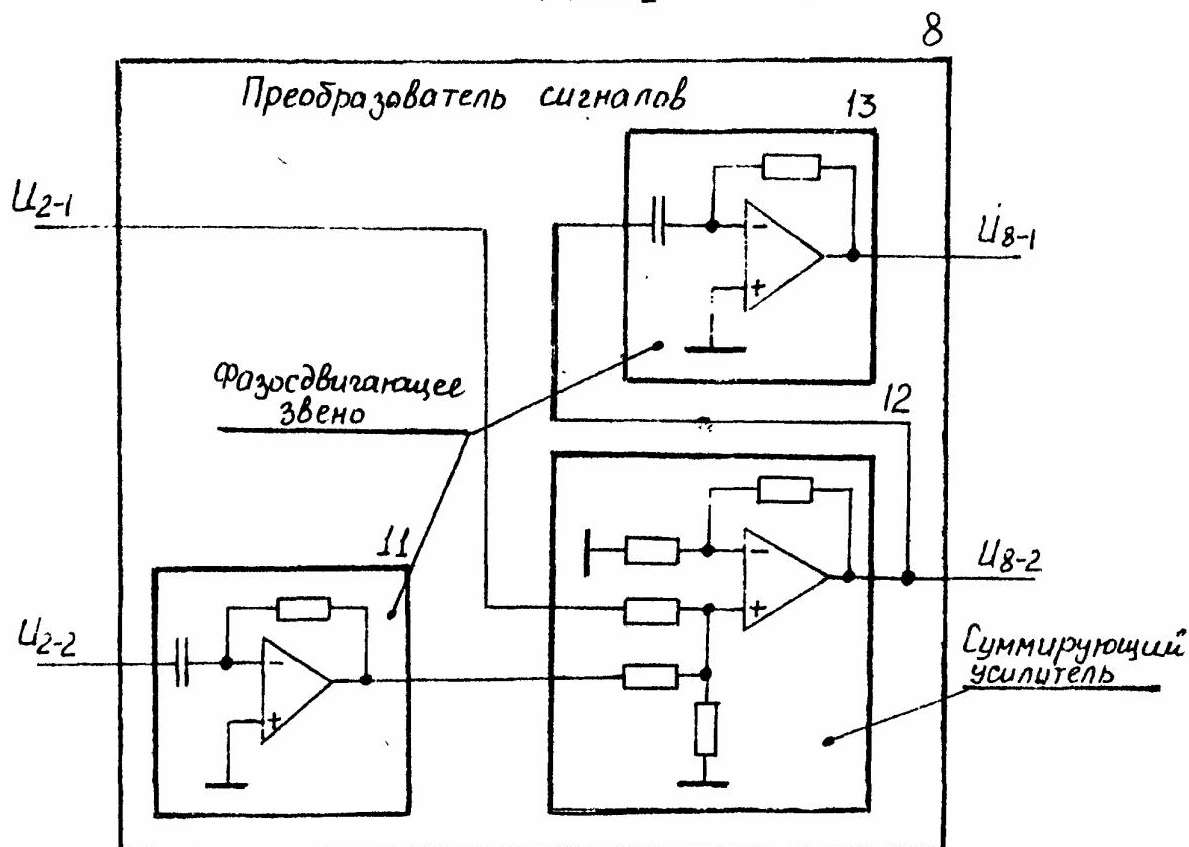 8
Преобразователь сигналов
13
U2-1
U8-1
Фазосдвигающее
звено
12
11
U8-2
U2-2
Суммирующий
усилитель